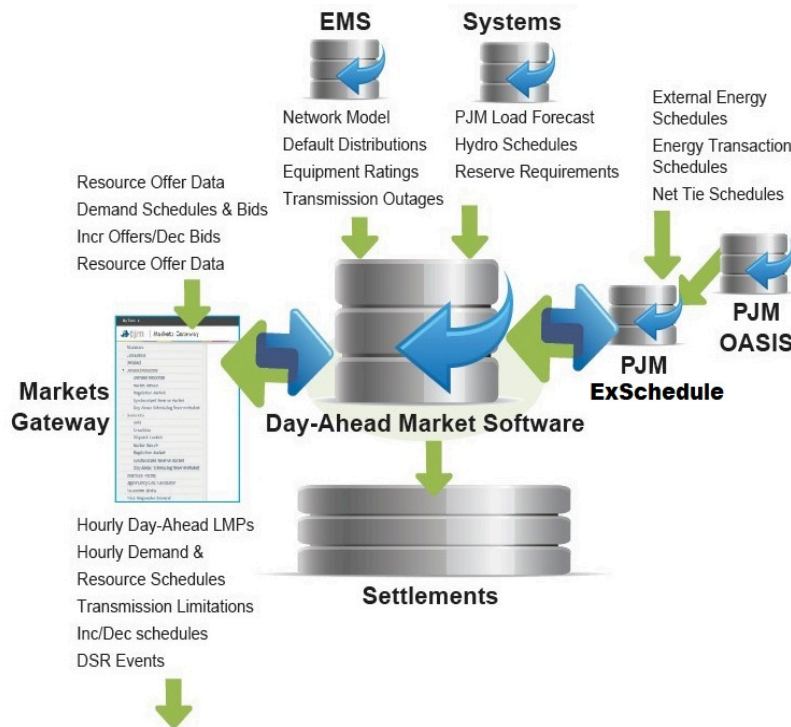 EMS
Systems
Network Model
Default Distributions
Equipment Ratings
Transmission Outages
PJM Load Forecast
Hydro Schedules
Reserve Requirements
External Energy
Schedules
Energy Transaction
Schedules
Net Tie Schedules
Resource Offer Data
Demand Schedules & Bids
Incr Offers/Dec Bids
Resource Offer Data
pjm | Markets Gateway
Markets
Gateway
Day-Ahead Market Software
PJM
ExSchedule
PJM
OASIS
Settlements
Hourly Day-Ahead LMPs
Hourly Demand &
Resource Schedules
Transmission Limitations
Inc/Dec schedules
DSR Events